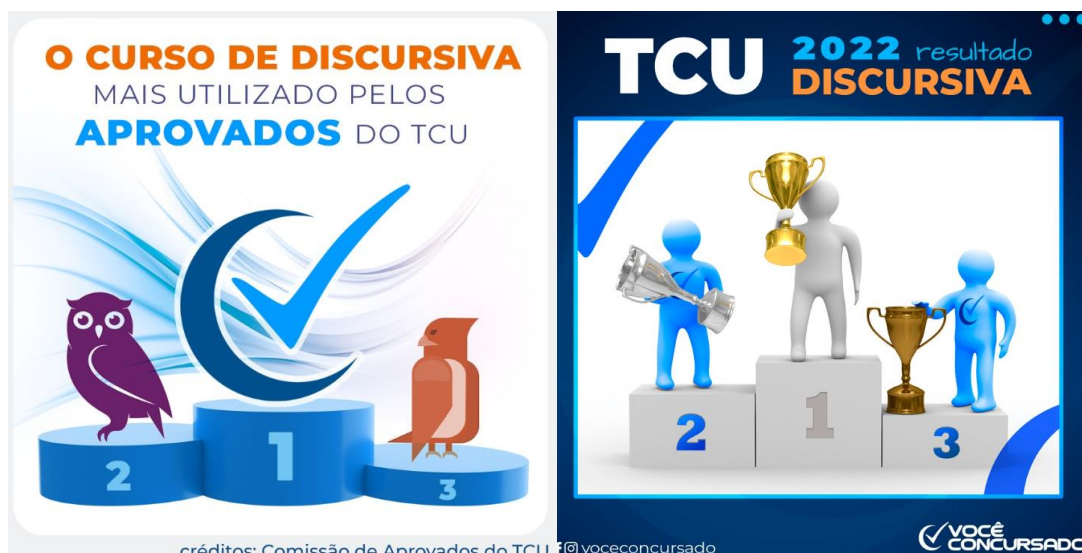 O CURSO DE DISCURSIVA
MAIS UTILIZADO PELOS
APROVADOS DO TCU
2
1
3
créditos: Comissão de Aprovados do TCU
TCU 2022 resultado
DISCURSIVA
2
1
3
voceconcursado
VOCÊ
CONCURSADO